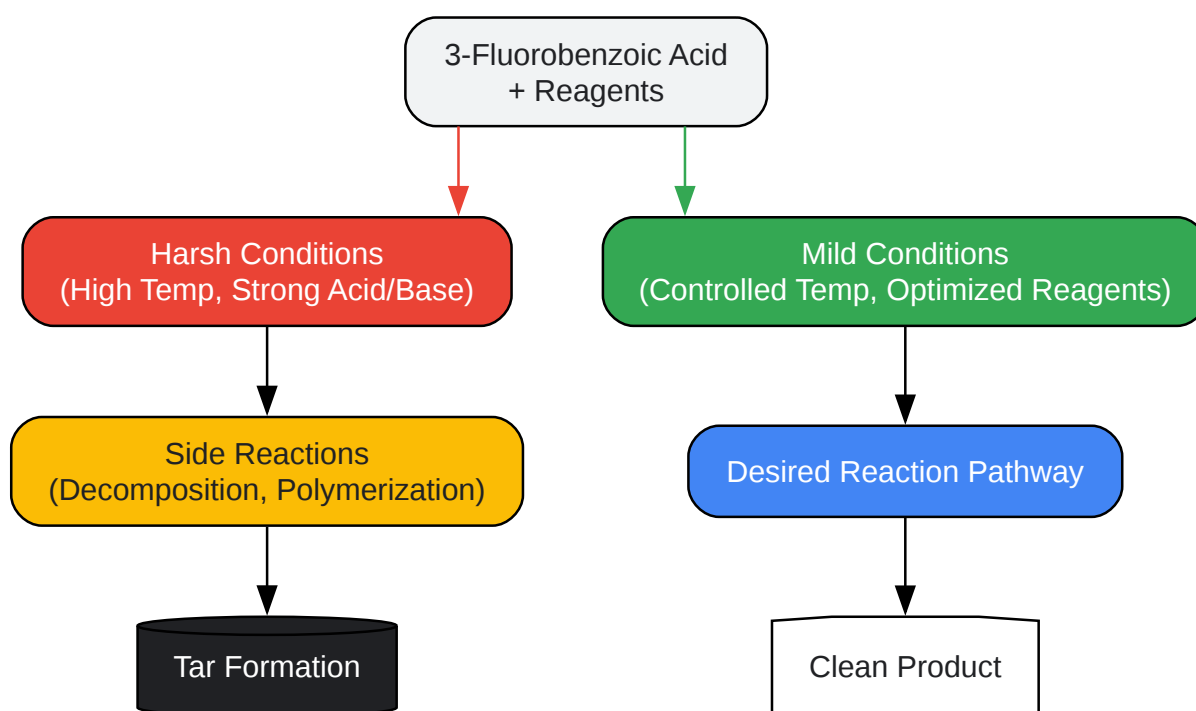 3-Fluorobenzoic Acid
+ Reagents
Harsh Conditions
(High Temp, Strong Acid/Base)
Mild Conditions
(Controlled Temp, Optimized Reagents)
Side Reactions
(Decomposition, Polymerization)
Desired Reaction Pathway
Tar Formation
Clean Product